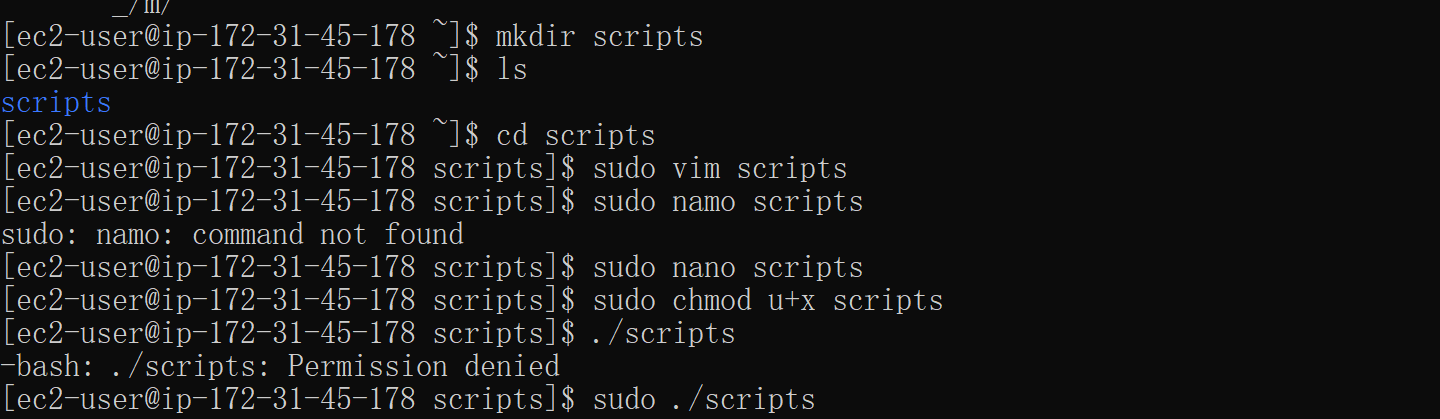 _/m/
[ec2-user@ip-172-31-45-178 ~]$ mkdir scripts
[ec2-user@ip-172-31-45-178 ~]$ ls
scripts
[ec2-user@ip-172-31-45-178 ~]$ cd scripts
[ec2-user@ip-172-31-45-178 scripts]$ sudo vim scripts
[ec2-user@ip-172-31-45-178 scripts]$ sudo namo scripts
sudo: namo: command not found
[ec2-user@ip-172-31-45-178 scripts]$ sudo nano scripts
[ec2-user@ip-172-31-45-178 scripts]$ sudo chmod u+x scripts
[ec2-user@ip-172-31-45-178 scripts]$ ./scripts
-bash: ./scripts: Permission denied
[ec2-user@ip-172-31-45-178 scripts]$ sudo ./scripts